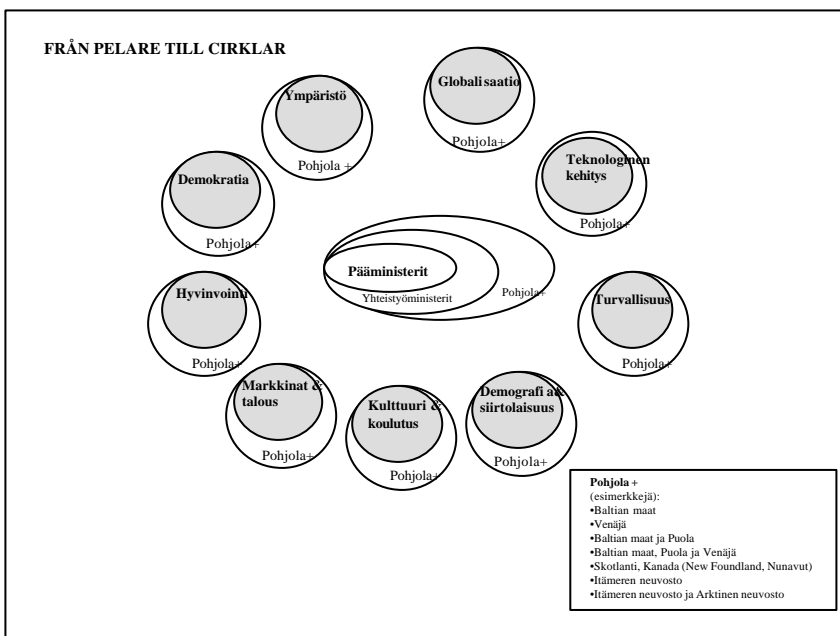 FRÅN PELARE TILL CIRKLAR
Globalisaatio
Pohjola+
Ympäristö
Pohjola +
Teknologinen
kehitys
Pohjola+
Demokratia
Pohjola+
Pääministerit
Yhteistyöministerit
Pohjola+
Hyvinvointi
Pohjola+
Turvallisuus
Pohjola+
Markkinat &
talous
Pohjola+
Kulttuuri &
koulutus
Pohjola+
Demografia&
siirtolaisuus
Pohjola+
Pohjola +
(esimerkkejä):
•Baltian maat
•Venäjä
•Baltian maat ja Puola
•Baltian maat, Puola ja Venäjä
•Skotlanti, Kanada (New Foundland, Nunavut)
•Itämeren neuvosto
•Itämeren neuvosto ja Arktinen neuvosto